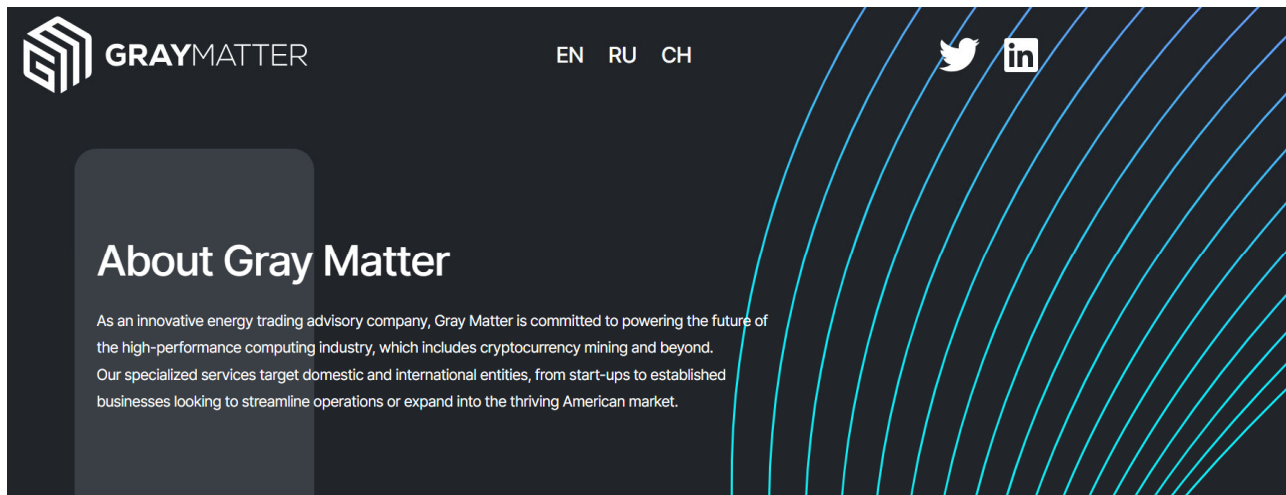 GRAYMATTER
EN RU CH
in
About Gray Matter
As an innovative energy trading advisory company, Gray Matter is committed to powering the future of
the high-performance computing industry, which includes cryptocurrency mining and beyond.
Our specialized services target domestic and international entities, from start-ups to established
businesses looking to streamline operations or expand into the thriving American market.